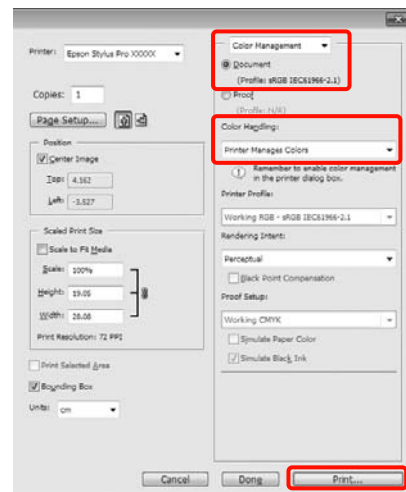 Printer: Epson Stylus Pro XXXXX
Copies: 1
Page Setup...
Position
Center Image
Top: 4.162
Left: -3.827
Scaled Print Size
Scale to Fit Media
Scale: 100%
Height: 19.05
Width: 28.08
Print Resolution: 72 PPI
Print Selected Area
Bounding Box
Units: cm
Color Management
Document
(Profile: sRGB IEC61966-2.1)
Proof
(Profile: N/A)
Color Handling:
Printer Manages Colors
Remember to enable color management
in the printer dialog box.
Printer Profile:
Working RGB - sRGB IEC61966-2.1
Rendering Intent:
Perceptual
Black Point Compensation
Proof Setup:
Working CMYK
Simulate Paper Color
Simulate Black Ink
Cancel
Done
Print...